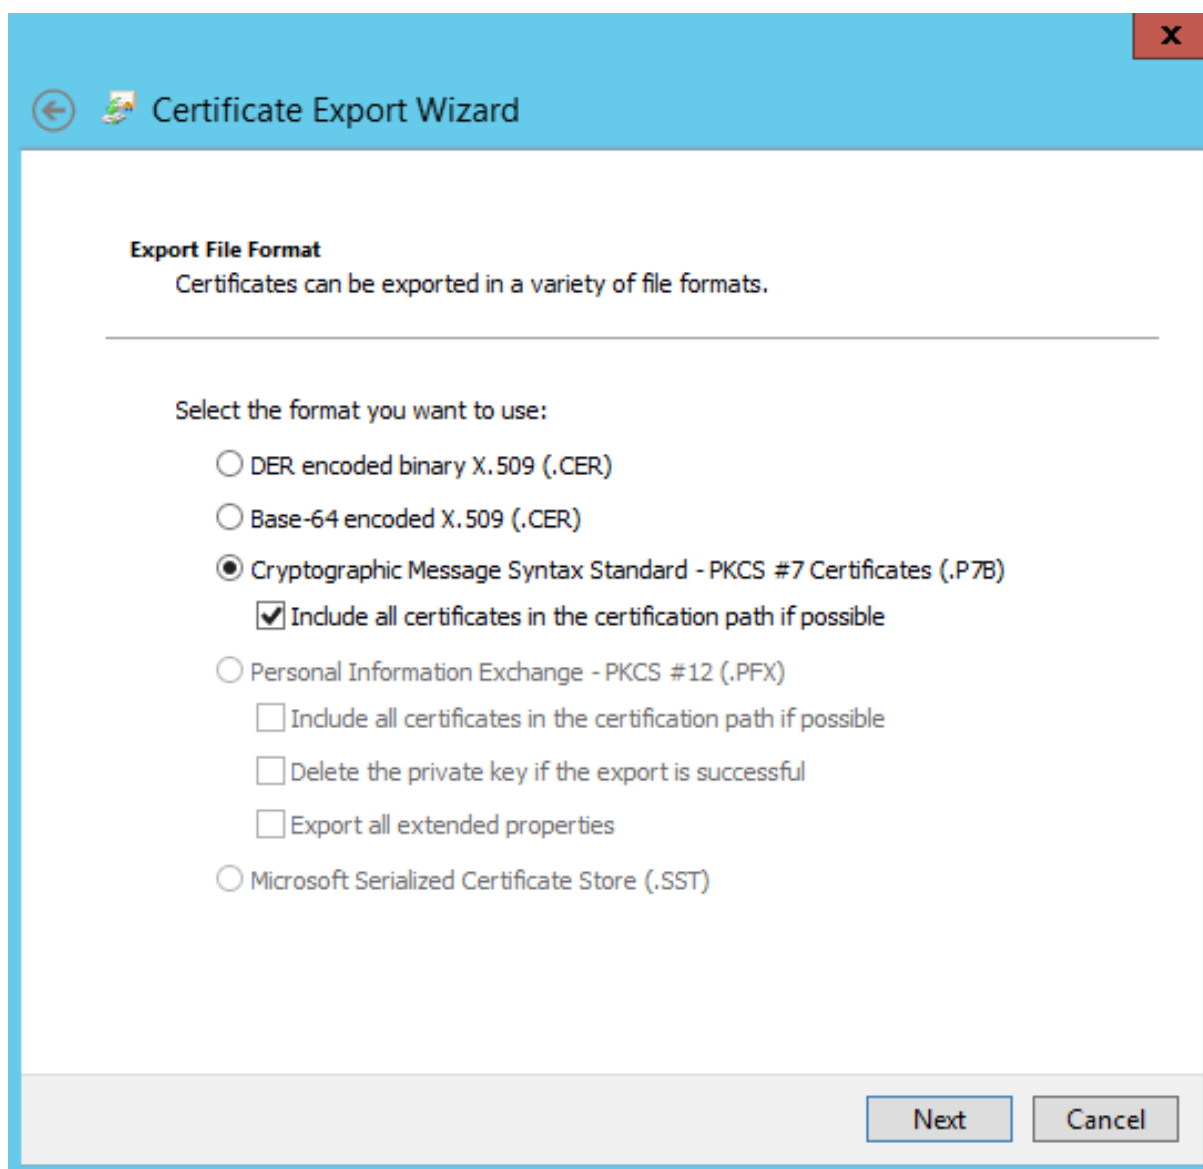 x
Certificate Export Wizard
Export File Format
Certificates can be exported in a variety of file formats.
Select the format you want to use:
DER encoded binary X.509 (.CER)
Base-64 encoded X.509 (.CER)
Cryptographic Message Syntax Standard - PKCS #7 Certificates (.P7B)
Include all certificates in the certification path if possible
Personal Information Exchange - PKCS #12 (.PFX)
Include all certificates in the certification path if possible
Delete the private key if the export is successful
Export all extended properties
Microsoft Serialized Certificate Store (.SST)
Next Cancel